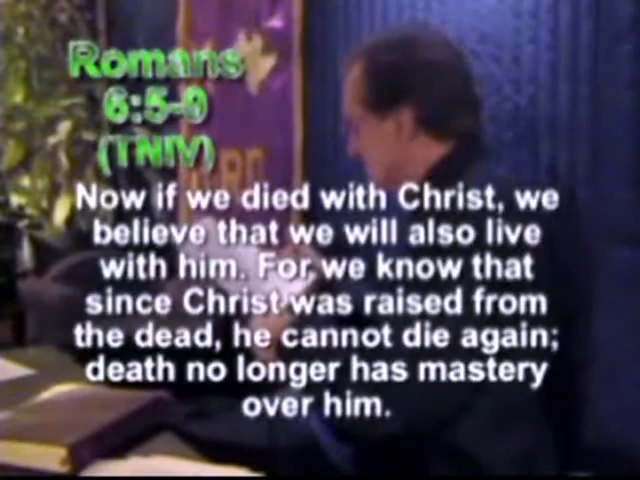 Romans
6:5-9
(TNIV)
Now if we died with Christ, we
believe that we will also live
with him. For we know that
since Christ was raised from
the dead, he cannot die again;
death no longer has mastery
over him.